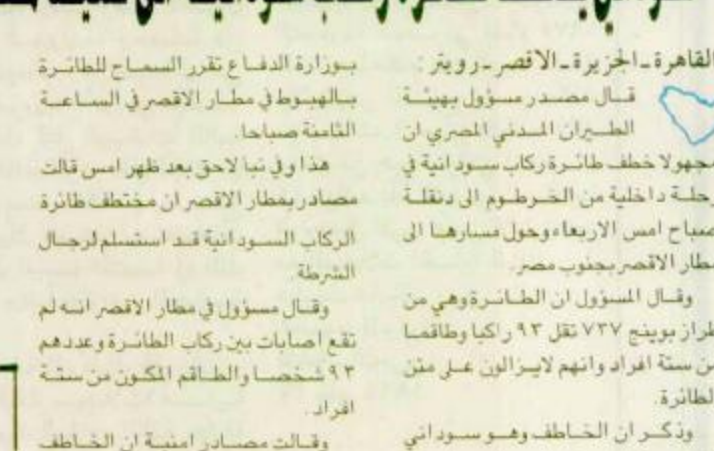 القاهرة ـ الجزيرة ـ الاقصر ـ رويتر :
قال مصدر مسؤول بهيئة
الطيران المدني المصري ان
مجهولا خطف طائرة ركاب سودانية في
رحلة داخلية من الخرطوم الى دنقلة
صباح امس الاربعاء وحول مسارها الى
مطار الاقصر بجنوب مصر.
وقال المسؤول ان الطائرة وهي من
طراز بوينج ٧٣٧ تقل ٩٣ راكبا وطاقما
من ستة افراد وانهم لايزالون على متن
الطائرة.
وذكر ان الخاطف وهو سوداني
بوزارة الدفاع تقرر السماح للطائرة
بالهبوط في مطار الاقصر في الساعة
الثامنة صباحا.
هذا وفي نبا لاحق بعد ظهر امس قالت
مصادر بمطار الاقصر ان مختطف طائرة
الركاب السودانية قد استسلم لرجال
الشرطة.
وقال مسؤول في مطار الاقصر انه لم
تقع اصابات بين ركاب الطائرة وعددهم
٩٣ شخصا والطاقم المكون من ستة
افراد.
وقالت مصادر امنية ان الخاطف